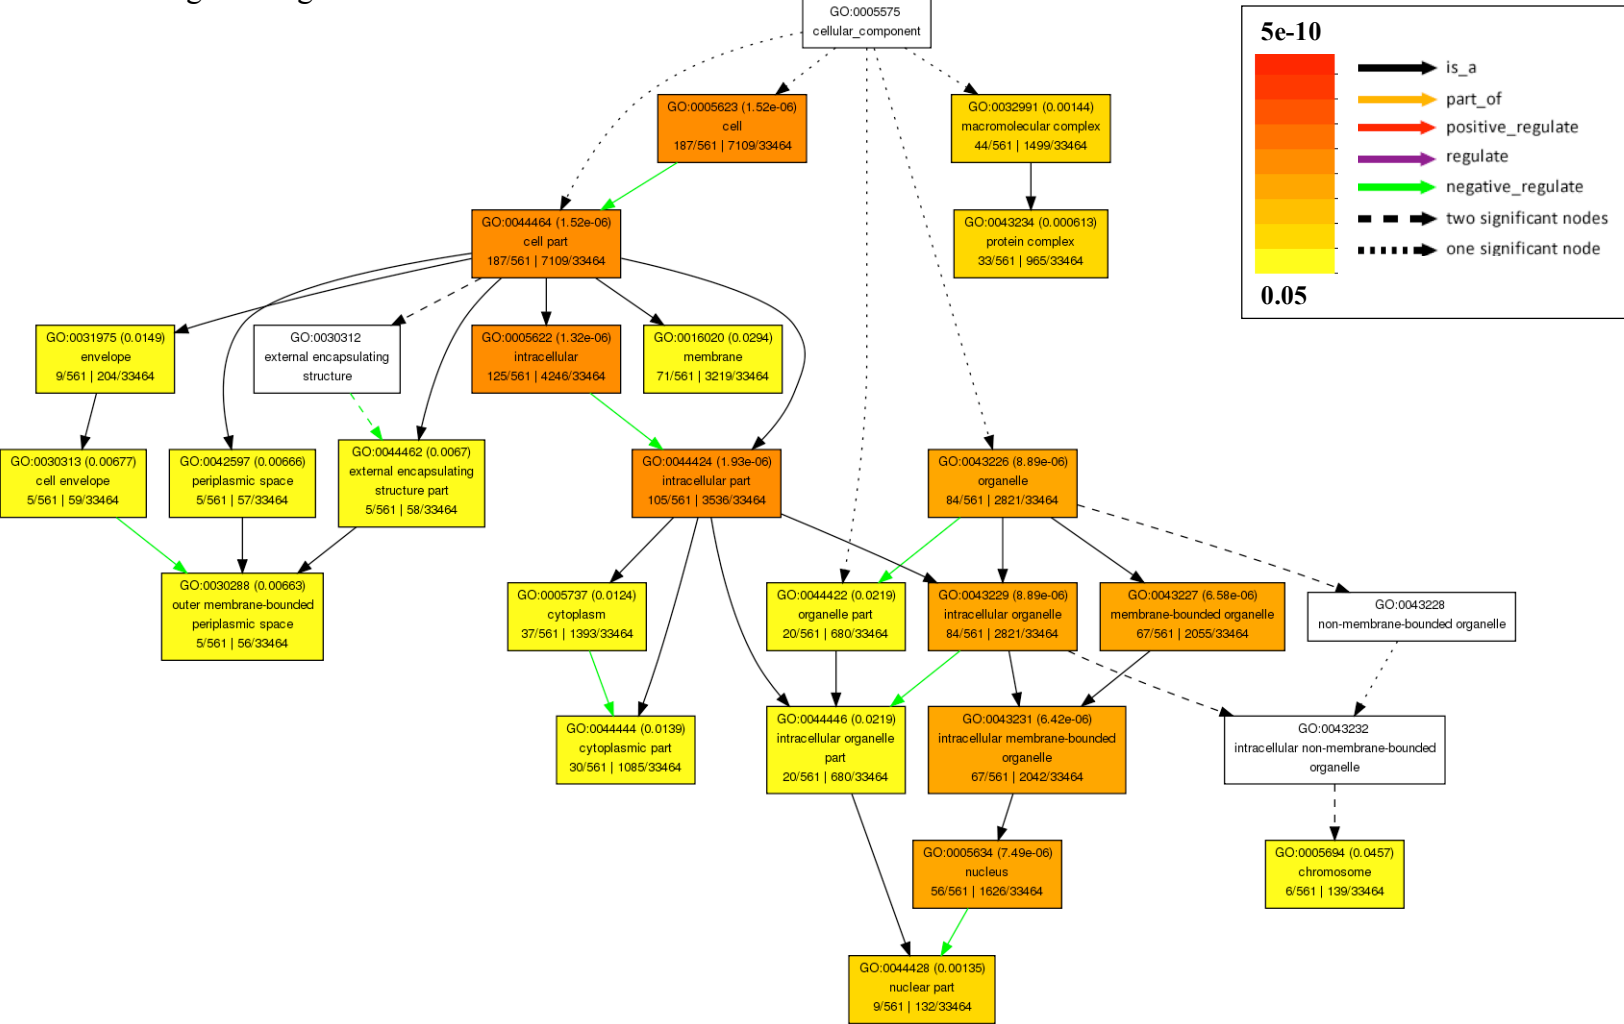 GO:0005575
cellular_component
5e-10
is_a
part_of
positive_regulate
regulate
negative_regulate
two significant nodes
one significant node
0.05
GO:0005623 (1.52e-06)
cell
187/561 | 7109/33464
GO:0032991 (0.00144)
macromolecular complex
44/561 | 1499/33464
GO:0044464 (1.52e-06)
cell part
187/561 | 7109/33464
GO:0043234 (0.000613)
protein complex
33/561 | 965/33464
GO:0031975 (0.0149)
envelope
9/561 | 204/33464
GO:0030312
external encapsulating
structure
GO:0005622 (1.32e-06)
intracellular
125/561 | 4246/33464
GO:0016020 (0.0294)
membrane
71/561 | 3219/33464
GO:0030313 (0.00677)
cell envelope
5/561 | 59/33464
GO:0042597 (0.00666)
periplasmic space
5/561 | 57/33464
GO:0044462 (0.0067)
external encapsulating
structure part
5/561 | 58/33464
GO:0044424 (1.93e-06)
intracellular part
105/561 | 3536/33464
GO:0043226 (8.89e-06)
organelle
84/561 | 2821/33464
GO:0030288 (0.00663)
outer membrane-bounded
periplasmic space
5/561 | 56/33464
GO:0005737 (0.0124)
cytoplasm
37/561 | 1393/33464
GO:0044422 (0.0219)
organelle part
20/561 | 680/33464
GO:0043229 (8.89e-06)
intracellular organelle
84/561 | 2821/33464
GO:0043227 (6.58e-06)
membrane-bounded organelle
67/561 | 2055/33464
GO:0043228
non-membrane-bounded organelle
GO:0044444 (0.0139)
cytoplasmic part
30/561 | 1085/33464
GO:0044446 (0.0219)
intracellular organelle
part
20/561 | 680/33464
GO:0043231 (6.42e-06)
intracellular membrane-bounded
organelle
67/561 | 2042/33464
GO:0043232
intracellular non-membrane-bounded
organelle
GO:0005634 (7.49e-06)
nucleus
56/561 | 1626/33464
GO:0005694 (0.0457)
chromosome
6/561 | 139/33464
GO:0044428 (0.00135)
nuclear part
9/561 | 132/33464